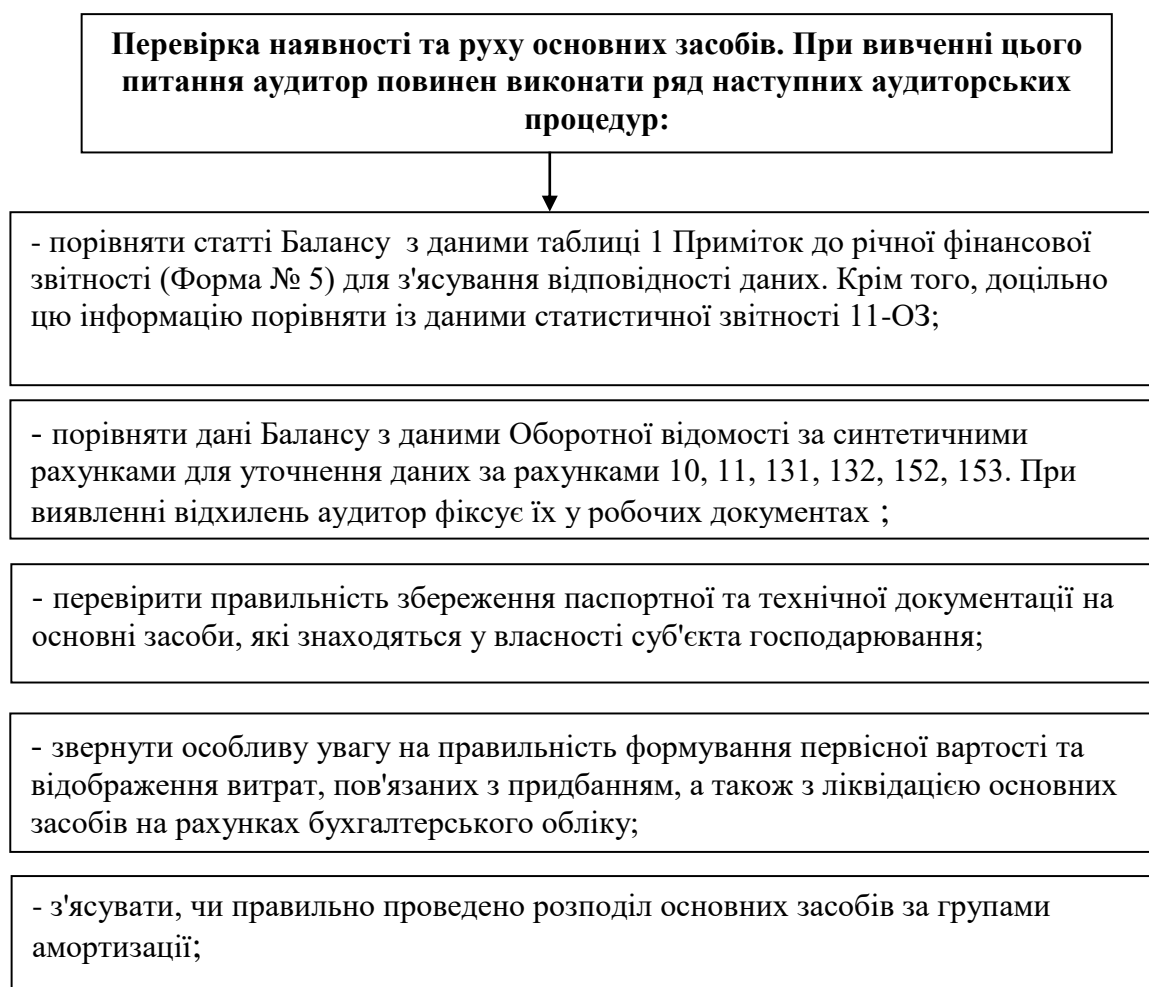 Перевірка наявності та руху основних засобів. При вивченні цього
питання аудитор повинен виконати ряд наступних аудиторських
процедур:
- порівняти статті Балансу з даними таблиці 1 Приміток до річної фінансової
звітності (Форма № 5) для з'ясування відповідності даних. Крім того, доцільно
цю інформацію порівняти із даними статистичної звітності 11-ОЗ;
- порівняти дані Балансу з даними Оборотної відомості за синтетичними
рахунками для уточнення даних за рахунками 10, 11, 131, 132, 152, 153. При
виявленні відхилень аудитор фіксує їх у робочих документах ;
- перевірити правильність збереження паспортної та технічної документації на
основні засоби, які знаходяться у власності суб'єкта господарювання;
- звернути особливу увагу на правильність формування первісної вартості та
відображення витрат, пов'язаних з придбанням, а також з ліквідацією основних
засобів на рахунках бухгалтерського обліку;
- з'ясувати, чи правильно проведено розподіл основних засобів за групами
амортизації;